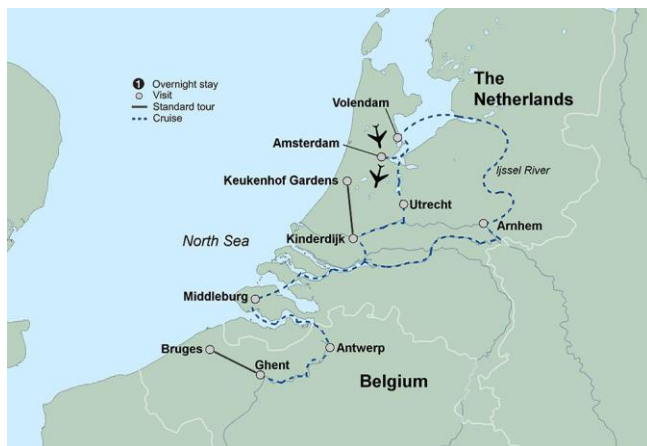 1 Overnight stay
Visit
Standard tour
Cruise
The
Netherlands
Volendam
Amsterdam
Keukenhof Gardens
Ijssel River
Utrecht
Arnhem
North Sea
Kinderdijk
Middleburg
Bruges
Ghent
Antwerp
Belgium